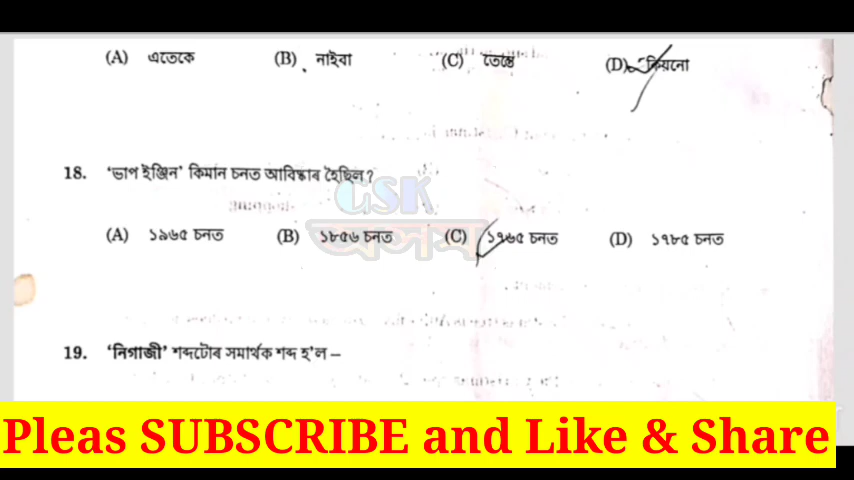 (A) এতেকে (B) নাইবা (C) তেন্তে (D) কিয়নো
18. 'ভাপ ইঞ্জিন' কিমান চনত আৱিষ্কাৰ হৈছিল?
GSK
অসম
(A) ১৯৬৫ চনত (B) ১৮৫৬ চনত (C) ১৭৬৫ চনত (D) ১৭৮৫ চনত
19. 'নিগাজী' শব্দটোৰ সমাৰ্থক শব্দ হ'ল –
Pleas SUBSCRIBE and Like & Share